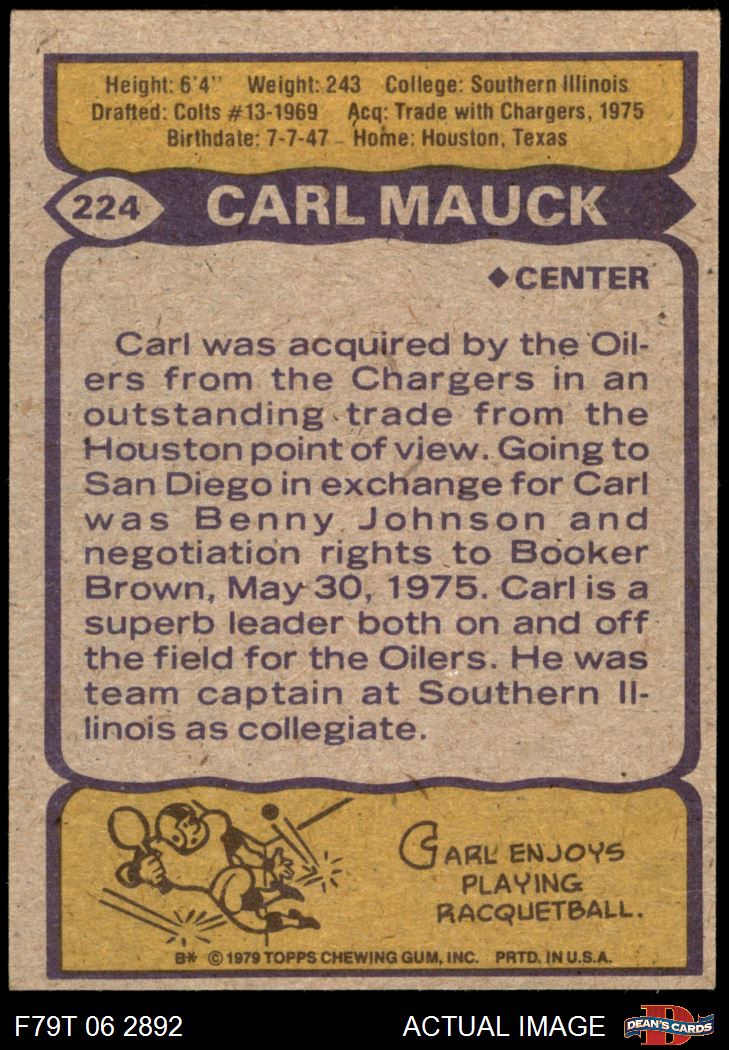 Height: 6'4" Weight: 243 College: Southern Illinois
Drafted: Colts #13-1969 Acq: Trade with Chargers, 1975
Birthdate: 7-7-47 Home: Houston, Texas
224 CARL MAUCK
◆CENTER
Carl was acquired by the Oil-
ers from the Chargers in an
outstanding trade from the
Houston point of view. Going to
San Diego in exchange for Carl
was Benny Johnson and
negotiation rights to Booker
Brown, May 30, 1975. Carl is a
superb leader both on and off
the field for the Oilers. He was
team captain at Southern Il-
linois as collegiate.
CARL ENJOYS
PLAYING
RACQUETBALL.
B* © 1979 TOPPS CHEWING GUM, INC. PRTD. IN U.S.A.
F79T 06 2892 ACTUAL IMAGE DEAN'S CARDS